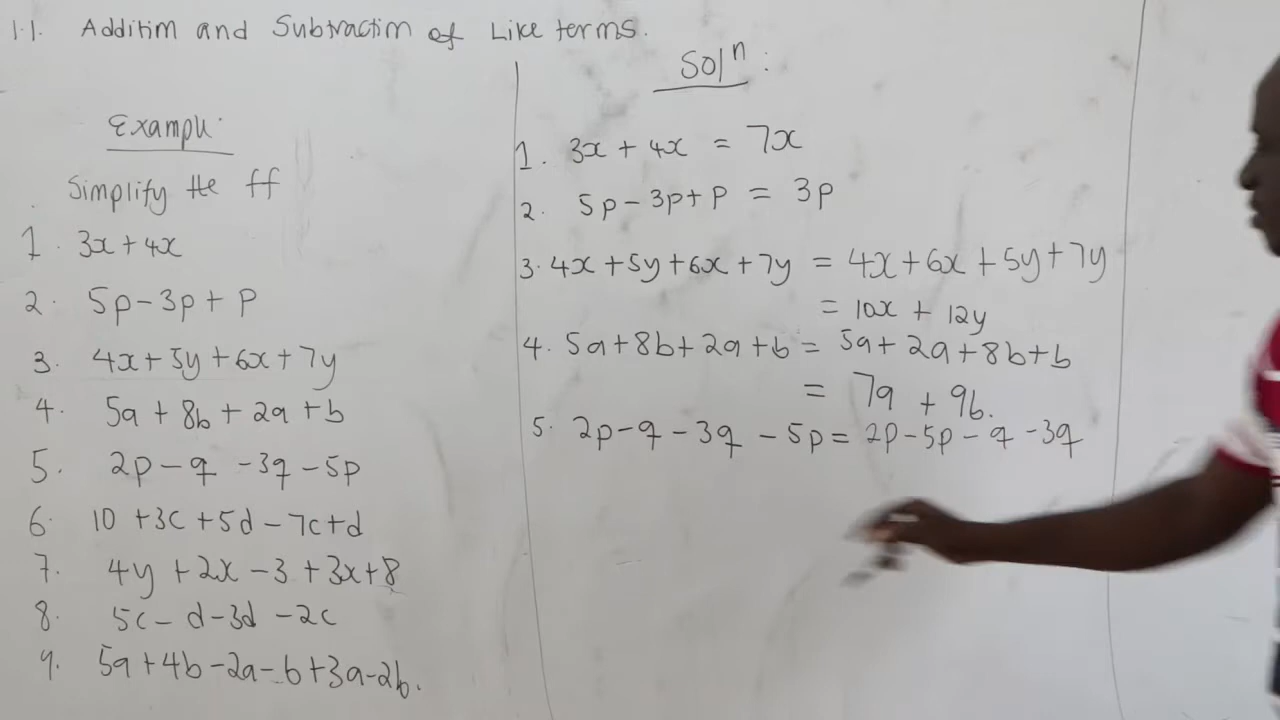 1.1. Addition and Subtraction of Like terms.
Example:
Simplify the ff
1. 3x + 4x
2. 5p - 3p + p
3. 4x + 5y + 6x + 7y
4. 5a + 8b + 2a + b
5. 2p - q - 3q - 5p
6. 10 + 3c + 5d - 7c + d
7. 4y + 2x - 3 + 3x + 8
8. 5c - d - 3d - 2c
9. 5a + 4b - 2a - b + 3a - 2b.
Solⁿ:
1. 3x + 4x = 7x
2. 5p - 3p + p = 3p
3. 4x + 5y + 6x + 7y = 4x + 6x + 5y + 7y
= 10x + 12y
4. 5a + 8b + 2a + b = 5a + 2a + 8b + b
= 7a + 9b.
5. 2p - q - 3q - 5p = 2p - 5p - q - 3q